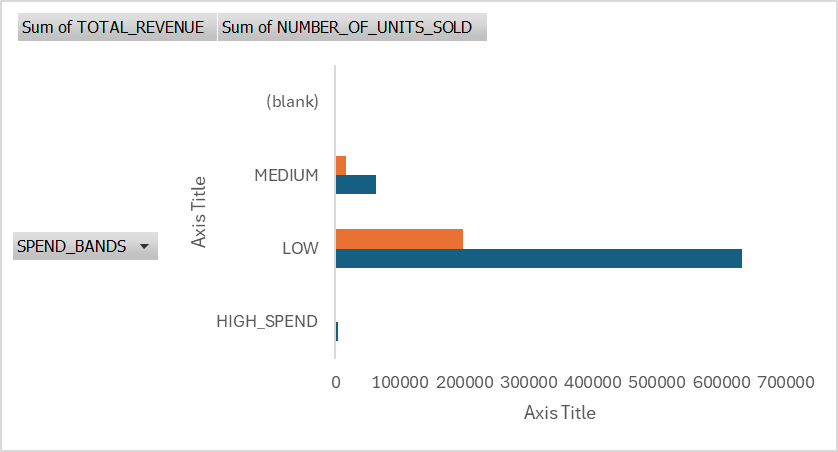 Sum of TOTAL_REVENUE Sum of NUMBER_OF_UNITS_SOLD
(blank)
MEDIUM
Axis Title
SPEND_BANDS
LOW
HIGH_SPEND
0 100000 200000 300000 400000 500000 600000 700000
Axis Title